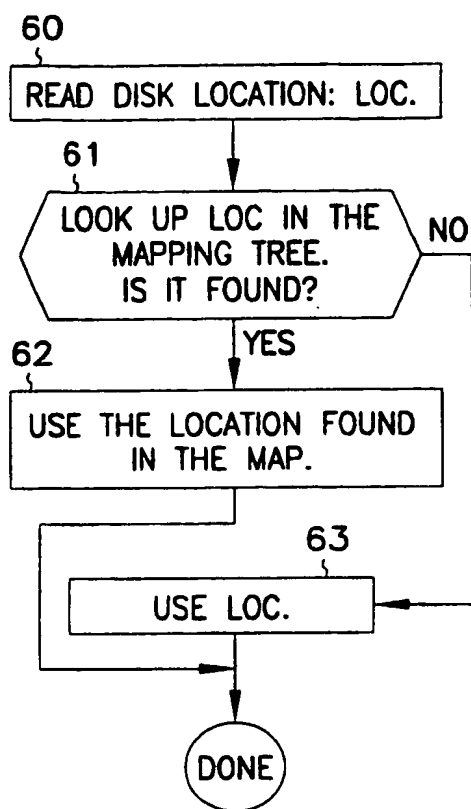 60
READ DISK LOCATION: LOC.
61
LOOK UP LOC IN THE
MAPPING TREE.
IS IT FOUND?
NO
YES
62
USE THE LOCATION FOUND
IN THE MAP.
63
USE LOC.
DONE